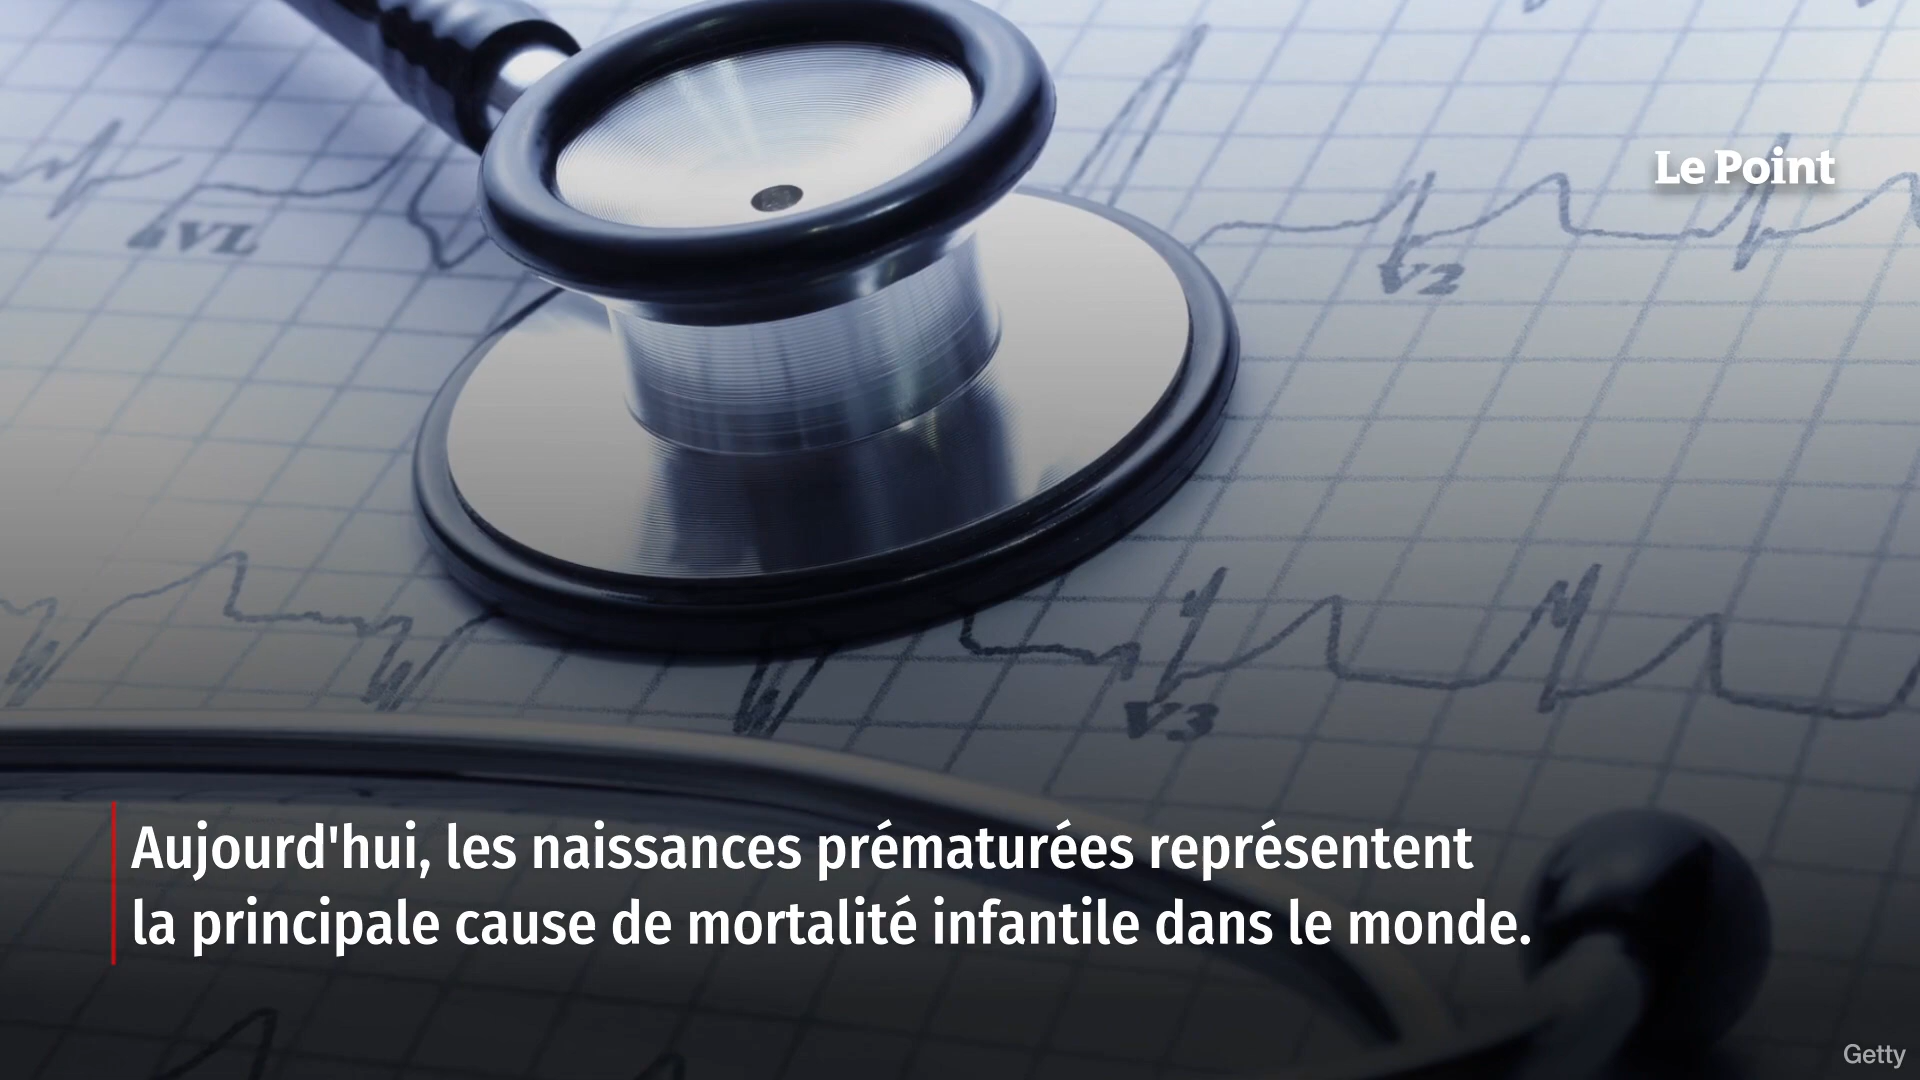 Le Point
aVL
V2
V3
Aujourd'hui, les naissances prématurées représentent
la principale cause de mortalité infantile dans le monde.
Getty